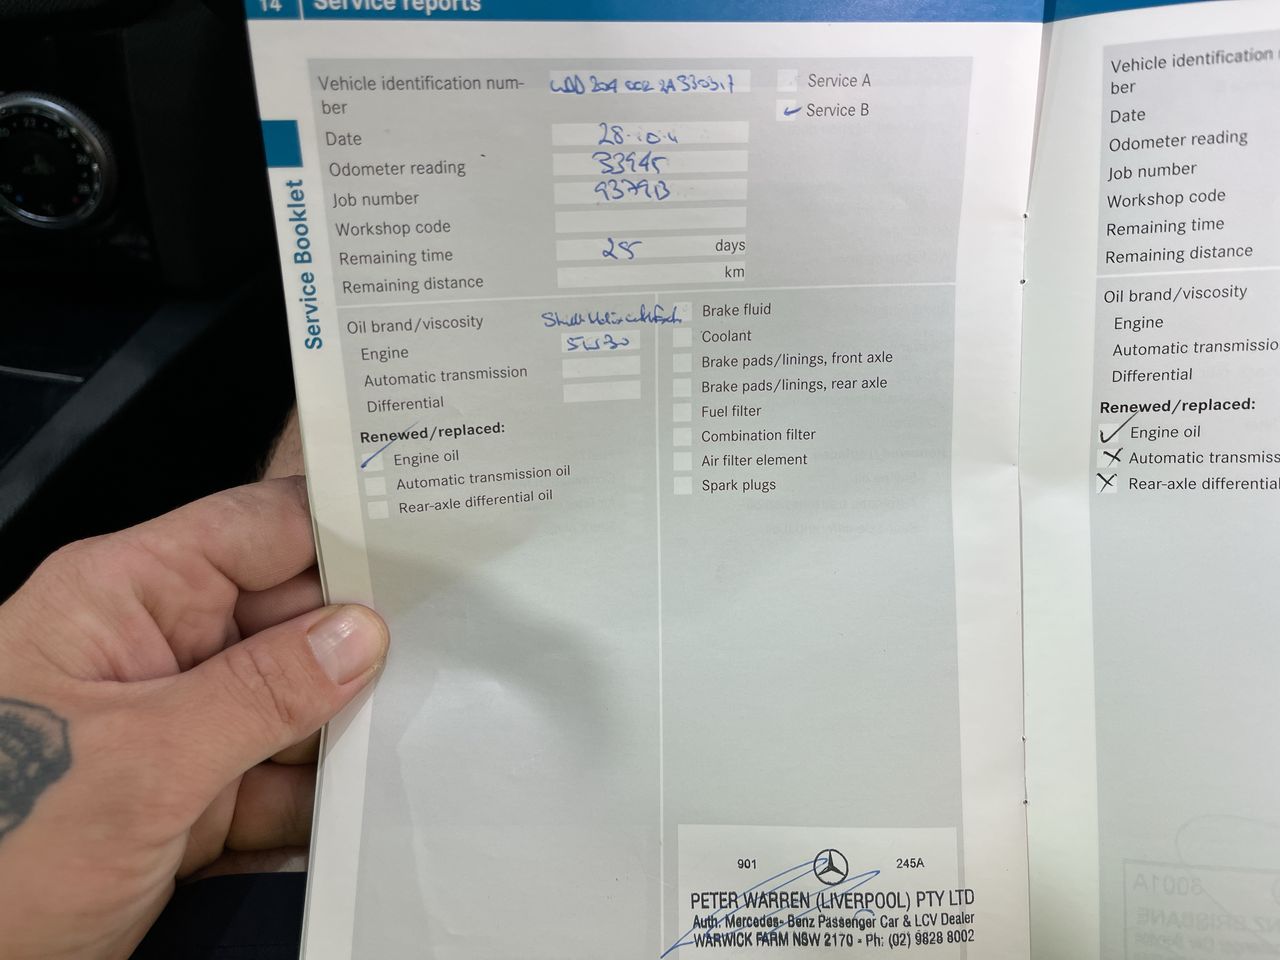 14 Service reports
Service Booklet
Vehicle identification num-
ber
Service A
Service B
Date 28.10.11
Odometer reading 33945
Job number 9379B
Workshop code
Remaining time 25 days
Remaining distance km
Oil brand/viscosity Shell
Engine 5W30
Automatic transmission
Differential
Renewed/replaced:
Engine oil
Automatic transmission oil
Rear-axle differential oil
Brake fluid
Coolant
Brake pads/linings, front axle
Brake pads/linings, rear axle
Fuel filter
Combination filter
Air filter element
Spark plugs
901 245A
PETER WARREN (LIVERPOOL) PTY LTD
Auth. Mercedes-Benz Passenger Car & LCV Dealer
WARWICK FARM NSW 2170 - Ph: (02) 9828 8002
Vehicle identification
ber
Date
Odometer reading
Job number
Workshop code
Remaining time
Remaining distance
Oil brand/viscosity
Engine
Automatic transmissio
Differential
Renewed/replaced:
Engine oil
Automatic transmiss
Rear-axle differential